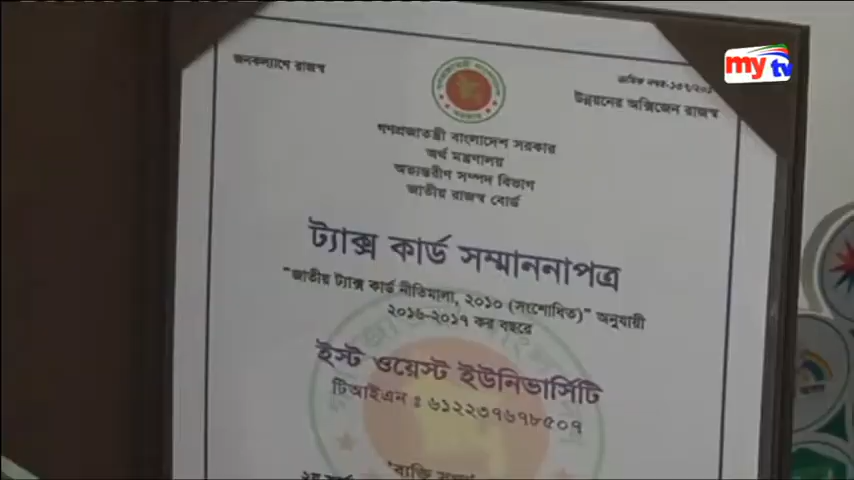 my tv
জনকল্যাণে রাজস্ব
উন্নয়নের অক্সিজেন রাজস্ব
গণপ্রজাতন্ত্রী বাংলাদেশ সরকার
অর্থ মন্ত্রণালয়
অভ্যন্তরীণ সম্পদ বিভাগ
জাতীয় রাজস্ব বোর্ড
ট্যাক্স কার্ড সম্মাননাপত্র
"জাতীয় ট্যাক্স কার্ড নীতিমালা, ২০১০ (সংশোধিত)" অনুযায়ী
২০১৬-২০১৭ কর বছরে
ইস্ট ওয়েস্ট ইউনিভার্সিটি
টিআইএন : ৬১২২৩৭৬৭৮৫০৭